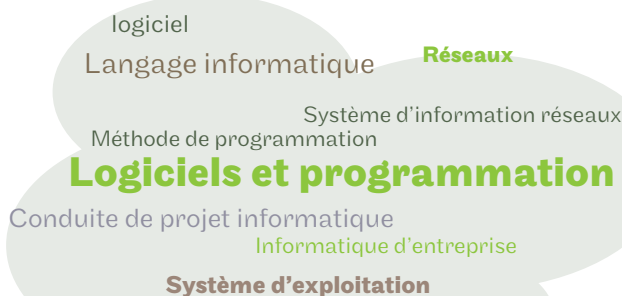 logiciel
Langage informatique
Réseaux
Système d’information réseaux
Méthode de programmation
Logiciels et programmation
Conduite de projet informatique
Informatique d’entreprise
Système d’exploitation